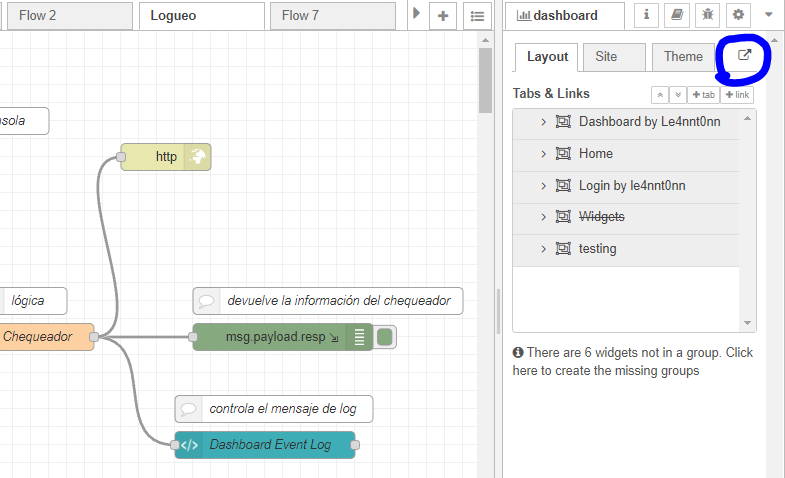 Flow 2
Logueo
Flow 7
dashboard
Layout
Site
Theme
Tabs & Links
tab
link
Dashboard by Le4nnt0nn
Home
Login by le4nnt0nn
Widgets
testing
There are 6 widgets not in a group. Click
here to create the missing groups
http
lógica
devuelve la información del chequeador
Chequeador
msg.payload.resp
controla el mensaje de log
Dashboard Event Log